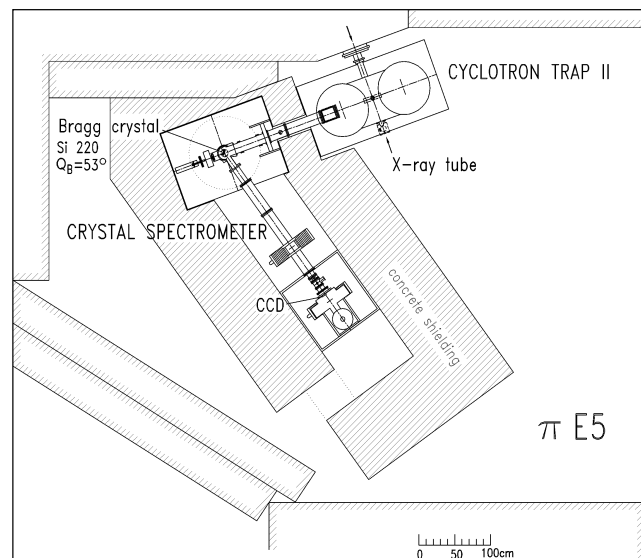 CYCLOTRON TRAP II
Bragg crystal
Si 220
Q_B=53°
X-ray tube
CRYSTAL SPECTROMETER
CCD
concrete shielding
π E5
0 50 100cm